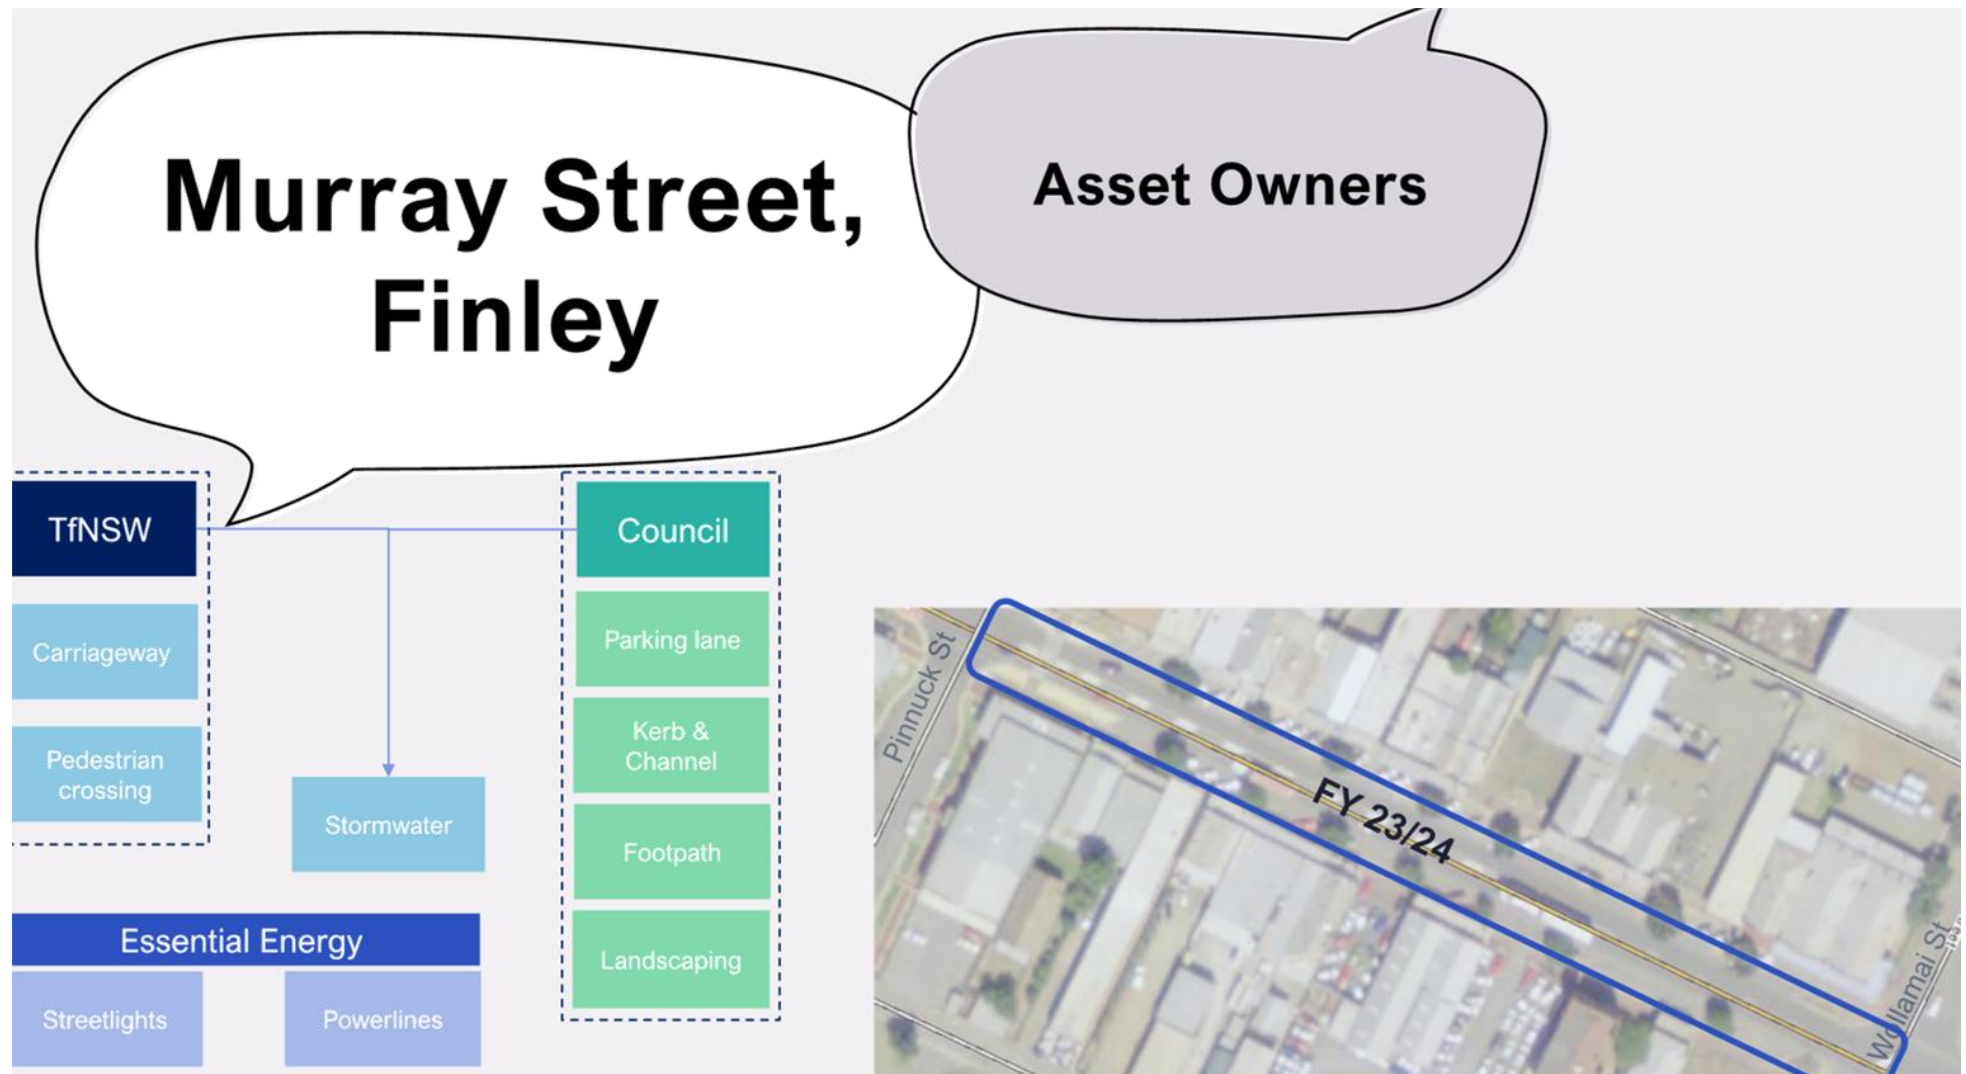 Murray Street,
Finley
Asset Owners
TfNSW
Council
Carriageway
Parking lane
Pedestrian
crossing
Kerb &
Channel
Stormwater
Footpath
Landscaping
Essential Energy
Streetlights
Powerlines
Pinnuck St
FY 23/24
Wollamai St